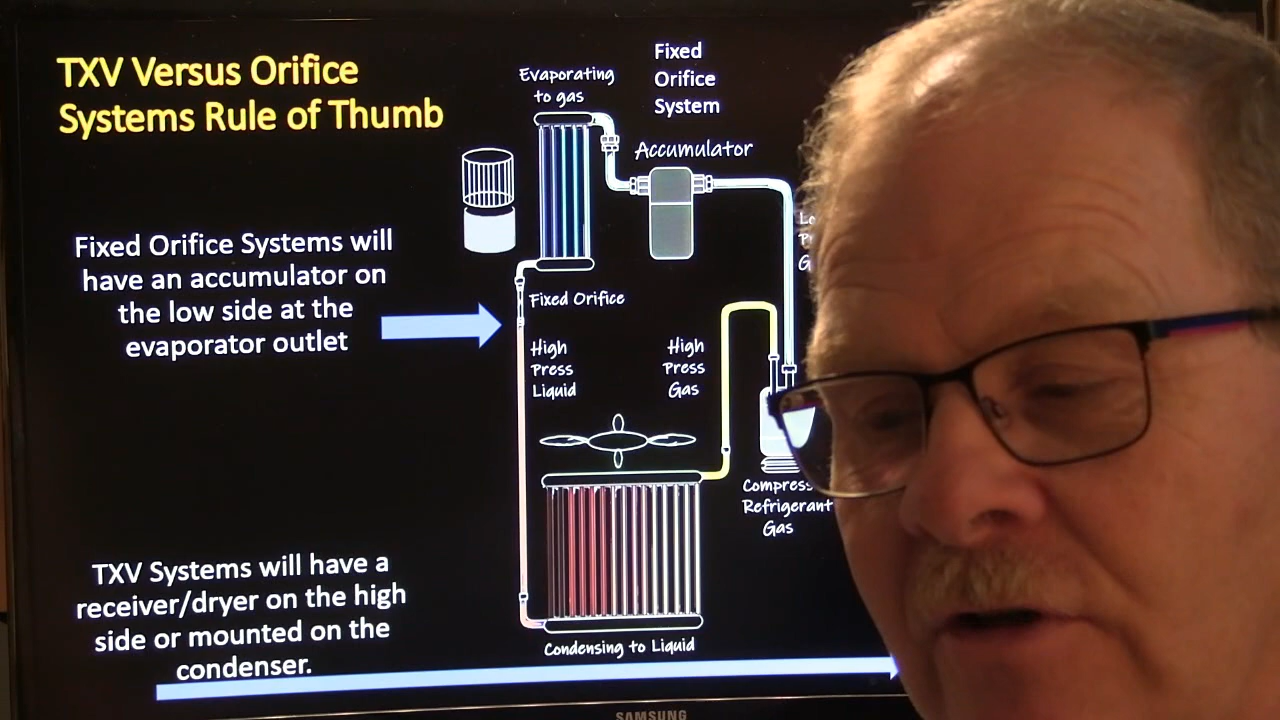 TXV Versus Orifice
Systems Rule of Thumb
Fixed Orifice Systems will
have an accumulator on
the low side at the
evaporator outlet
TXV Systems will have a
receiver/dryer on the high
side or mounted on the
condenser.
Fixed
Orifice
System
Evaporating
to gas
Accumulator
Fixed Orifice
High
Press
Liquid
High
Press
Gas
Compress
Refrigerant
Gas
Condensing to Liquid
SAMSUNG